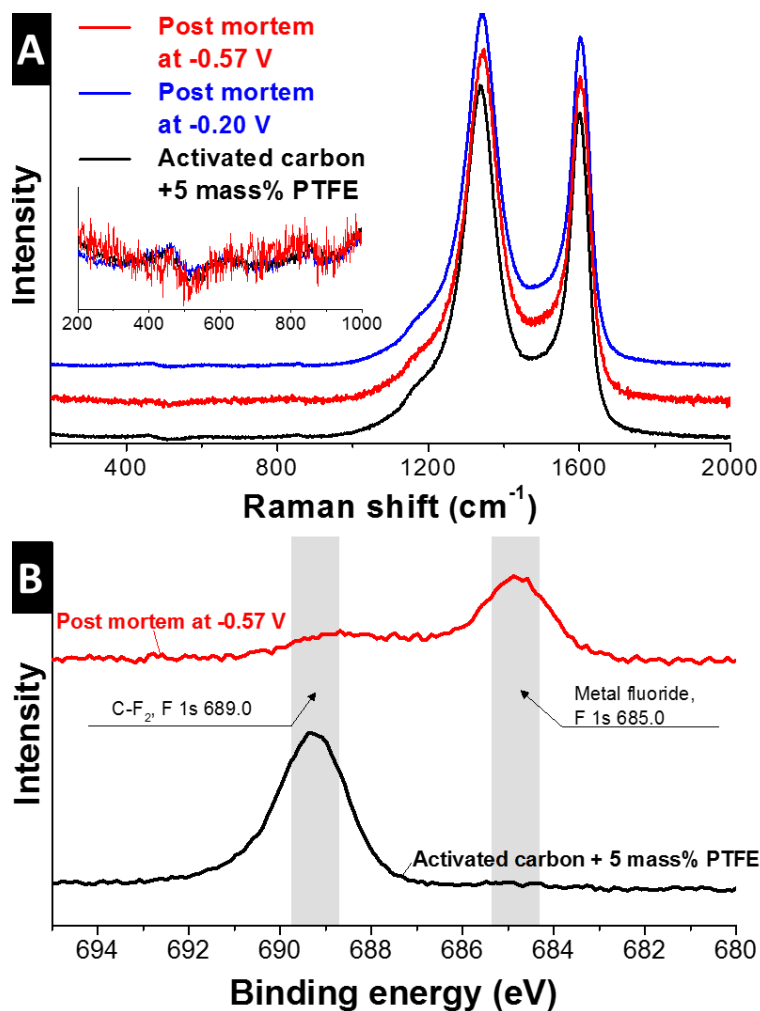 A
Post mortem
at -0.57 V
Post mortem
at -0.20 V
Activated carbon
+5 mass% PTFE
Intensity
200 400 600 800 1000
400 800 1200 1600 2000
Raman shift (cm⁻¹)
B
Post mortem at -0.57 V
C-F₂, F 1s 689.0
Metal fluoride,
F 1s 685.0
Intensity
Activated carbon + 5 mass% PTFE
694 692 690 688 686 684 682 680
Binding energy (eV)